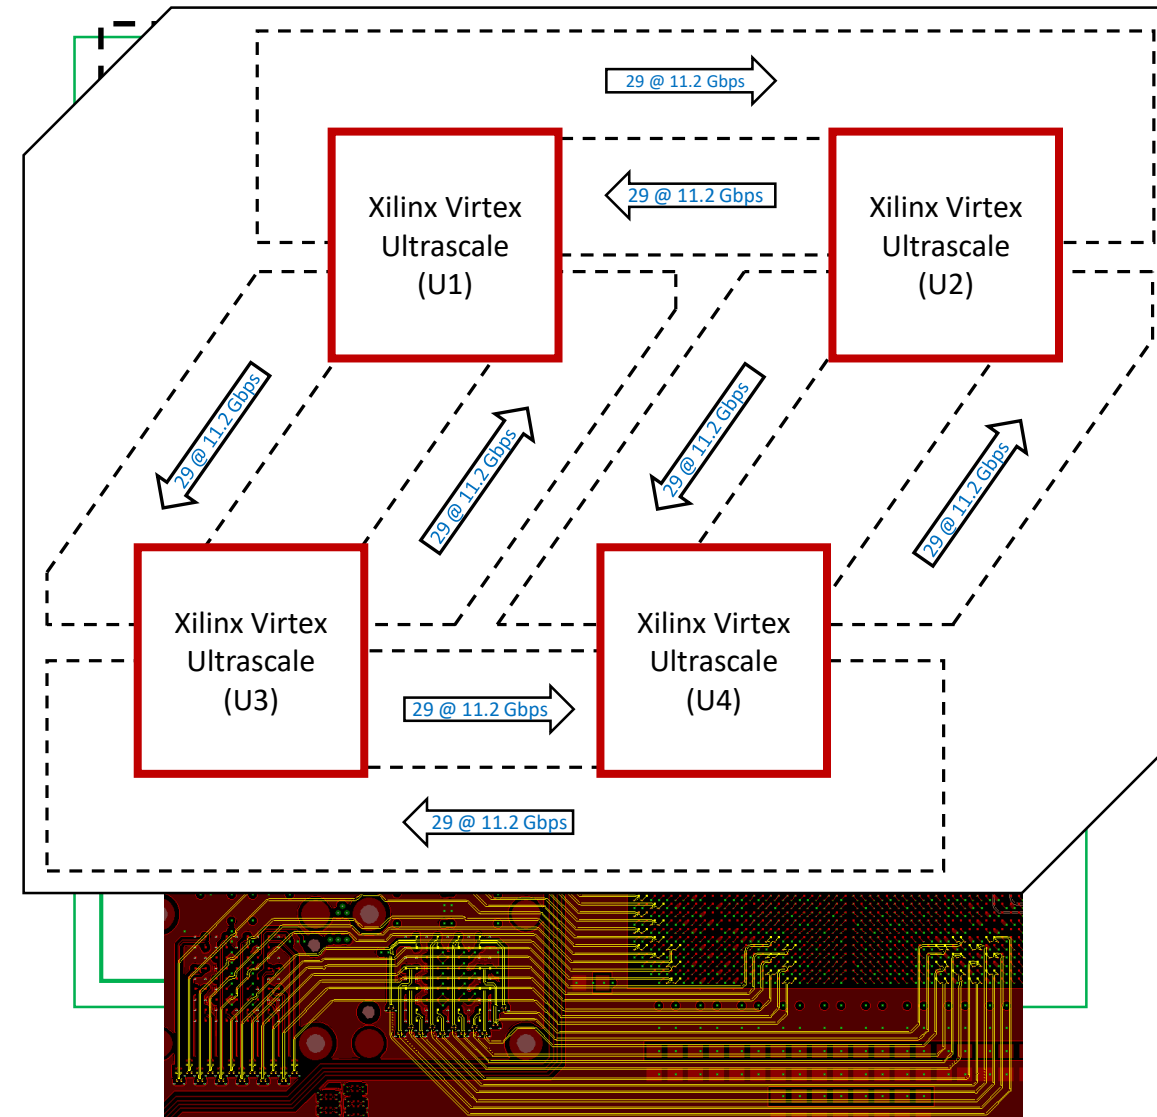 29 @ 11.2 Gbps
Xilinx Virtex
Ultrascale
(U1)
29 @ 11.2 Gbps
Xilinx Virtex
Ultrascale
(U2)
29 @ 11.2 Gbps
29 @ 11.2 Gbps
29 @ 11.2 Gbps
29 @ 11.2 Gbps
Xilinx Virtex
Ultrascale
(U3)
29 @ 11.2 Gbps
Xilinx Virtex
Ultrascale
(U4)
29 @ 11.2 Gbps